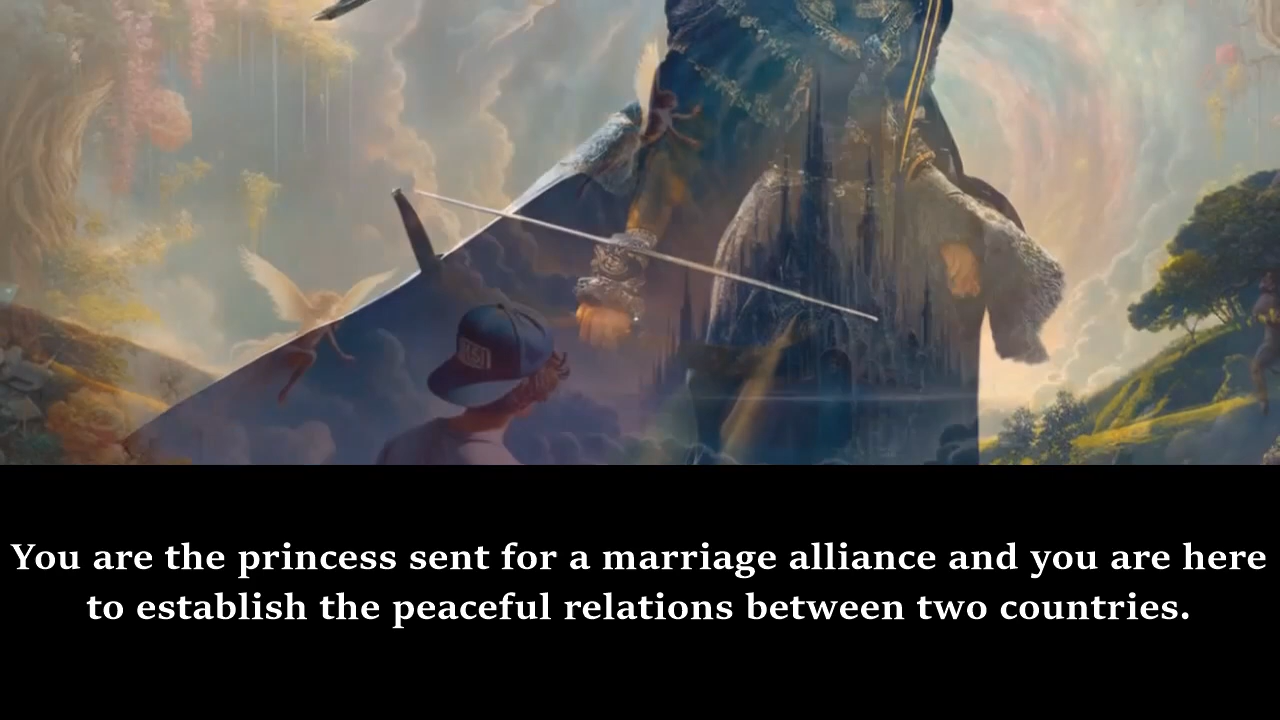 You are the princess sent for a marriage alliance and you are here
to establish the peaceful relations between two countries.